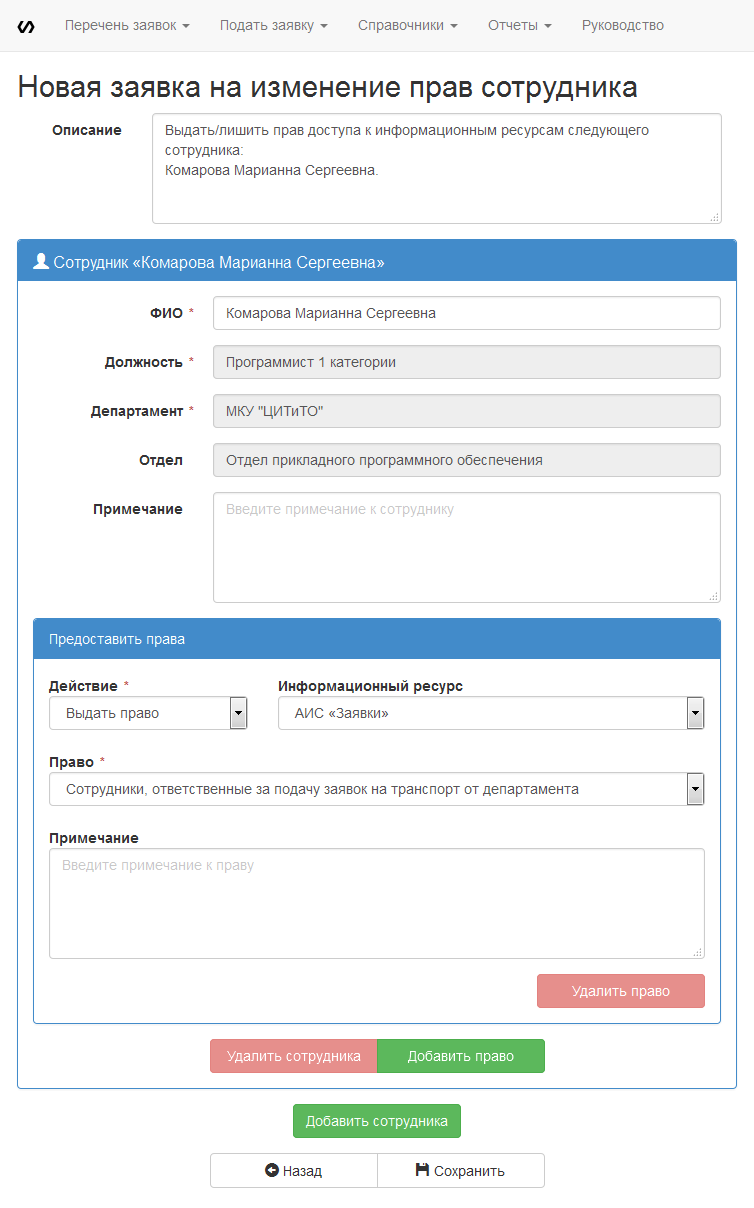 Перечень заявок Подать заявку Справочники Отчеты Руководство
Новая заявка на изменение прав сотрудника
Описание
Выдать/лишить прав доступа к информационным ресурсам следующего
сотрудника:
Комарова Марианна Сергеевна.
Сотрудник «Комарова Марианна Сергеевна»
ФИО * Комарова Марианна Сергеевна
Должность * Программист 1 категории
Департамент * МКУ "ЦИТиТО"
Отдел Отдел прикладного программного обеспечения
Примечание Введите примечание к сотруднику
Предоставить права
Действие * Информационный ресурс
Выдать право АИС «Заявки»
Право *
Сотрудники, ответственные за подачу заявок на транспорт от департамента
Примечание
Введите примечание к праву
Удалить право
Удалить сотрудника Добавить право
Добавить сотрудника
Назад Сохранить